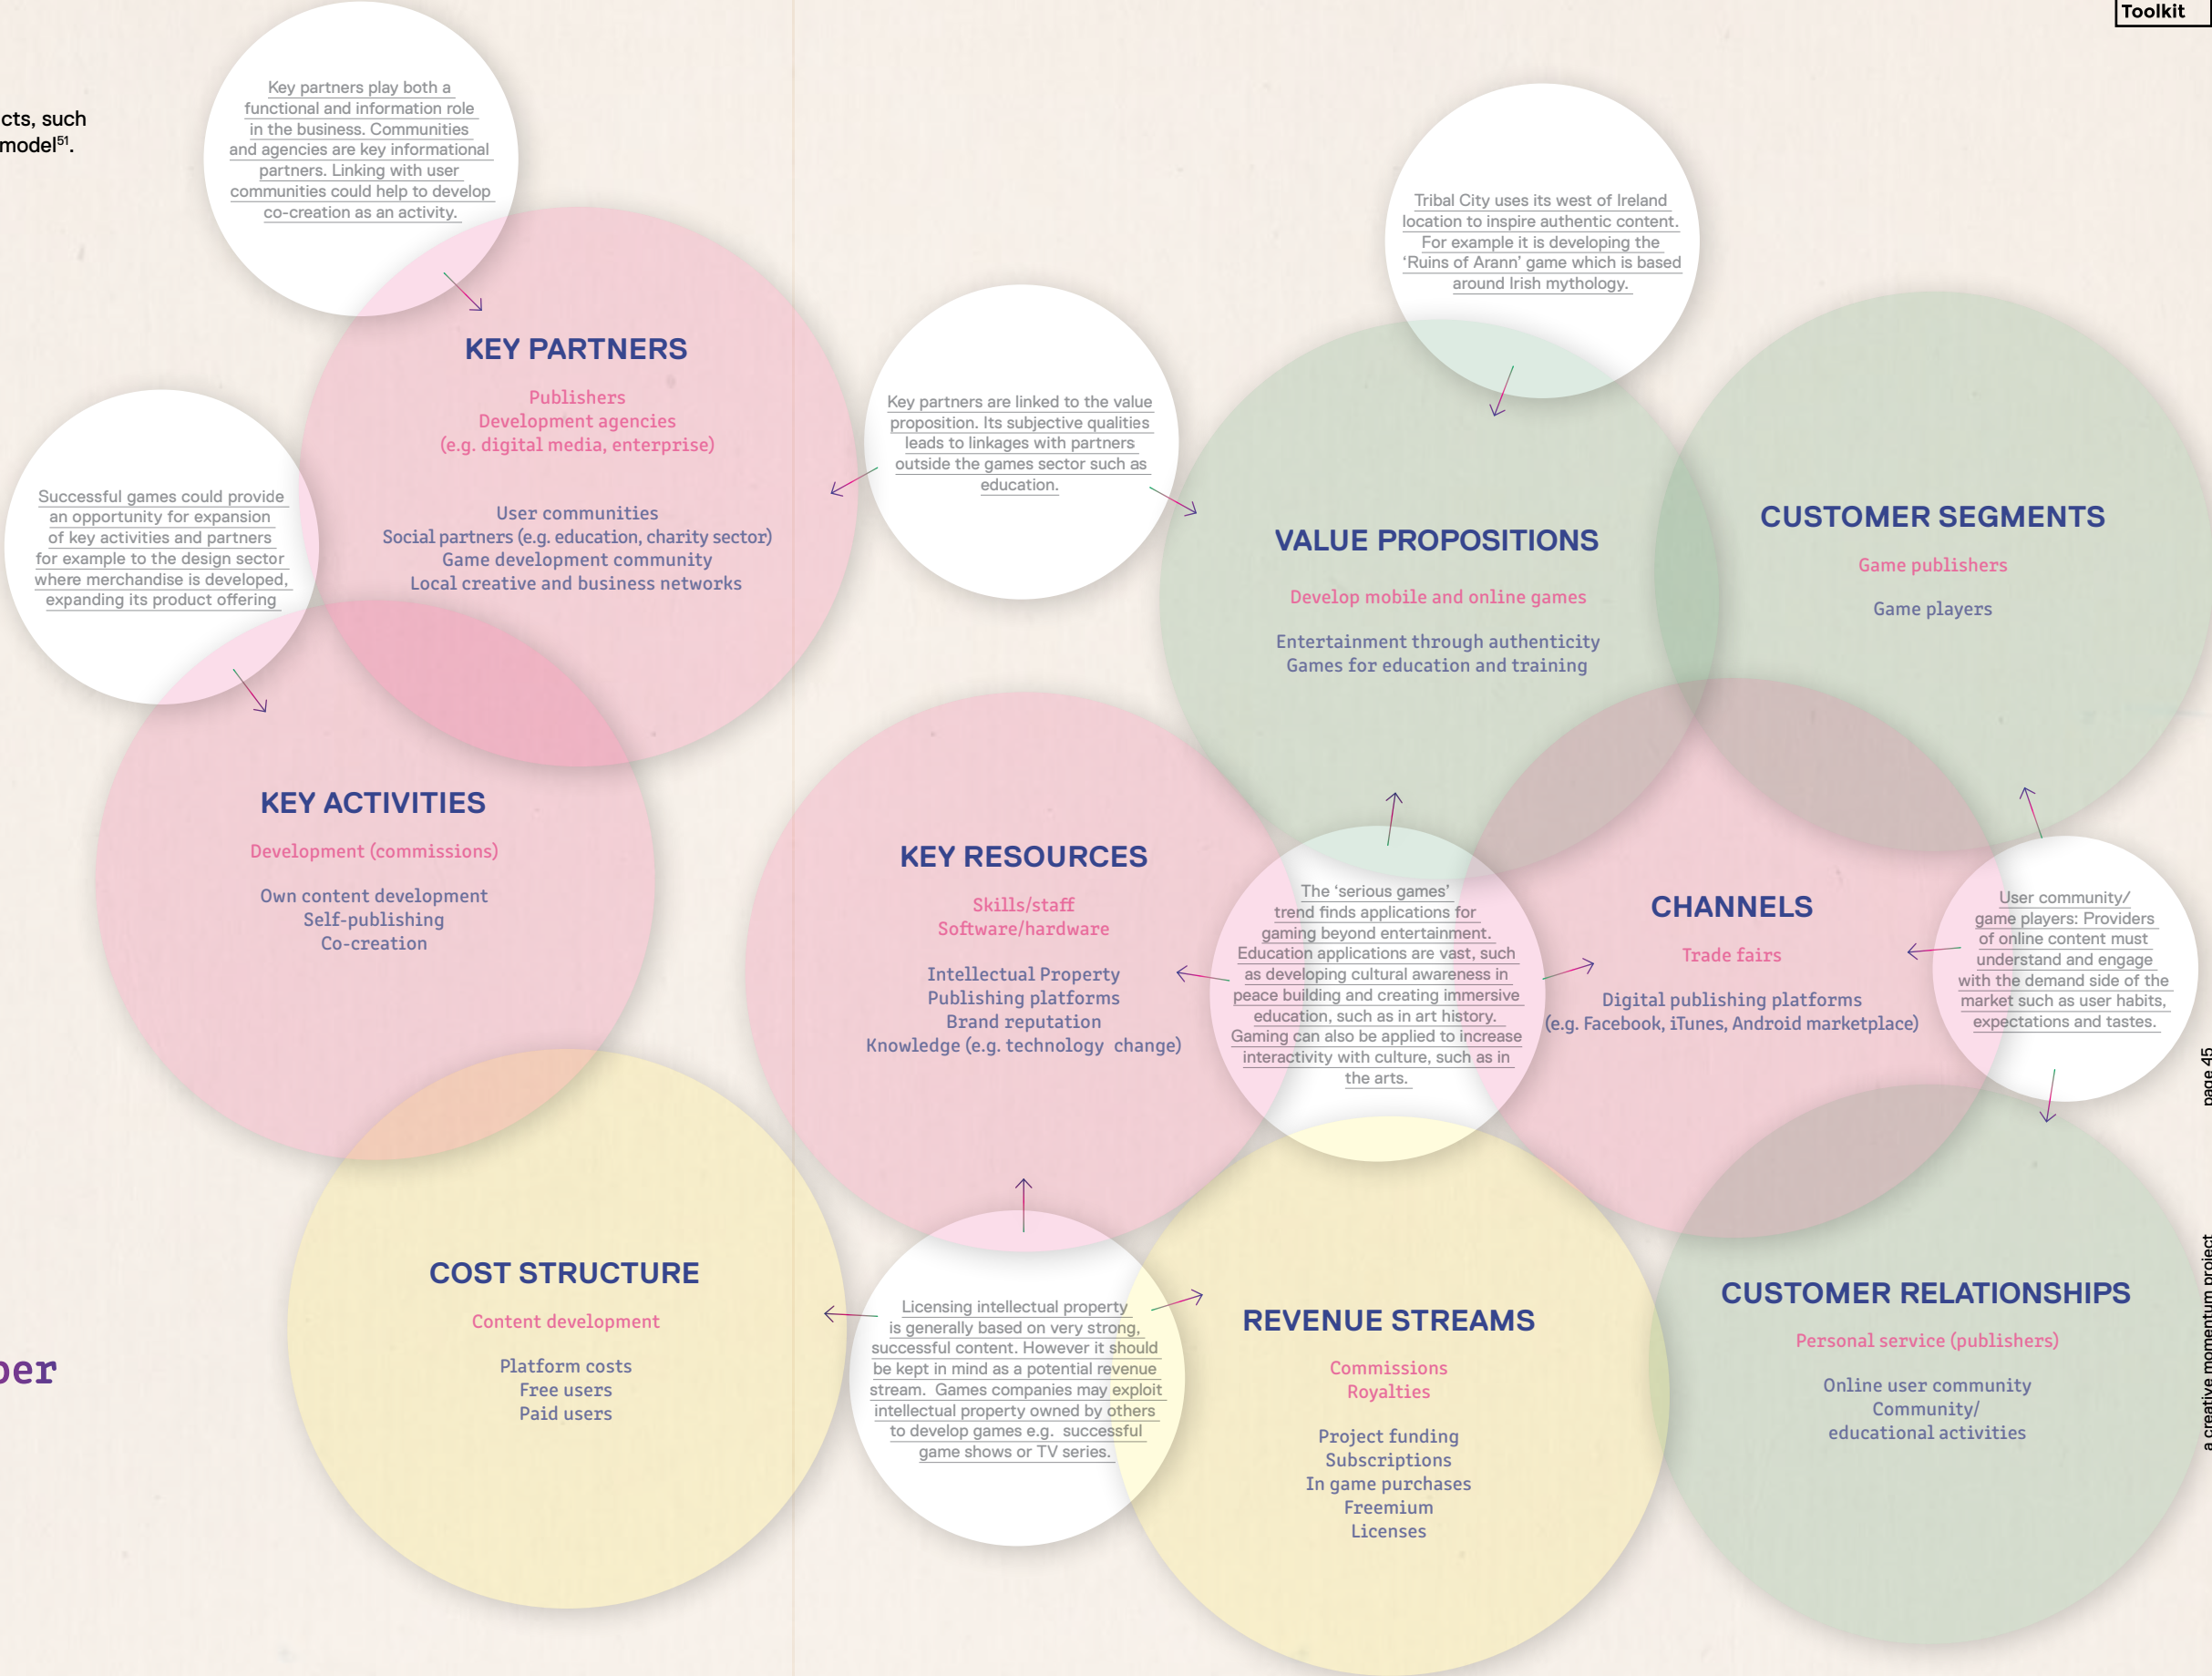 Toolkit
cts, such
model⁵¹.
Key partners play both a
functional and information role
in the business. Communities
and agencies are key informational
partners. Linking with user
communities could help to develop
co-creation as an activity.
Tribal City uses its west of Ireland
location to inspire authentic content.
For example it is developing the
‘Ruins of Arann’ game which is based
around Irish mythology.
KEY PARTNERS
Publishers
Development agencies
(e.g. digital media, enterprise)
User communities
Social partners (e.g. education, charity sector)
Game development community
Local creative and business networks
Key partners are linked to the value
proposition. Its subjective qualities
leads to linkages with partners
outside the games sector such as
education.
Successful games could provide
an opportunity for expansion
of key activities and partners
for example to the design sector
where merchandise is developed,
expanding its product offering
VALUE PROPOSITIONS
Develop mobile and online games
Entertainment through authenticity
Games for education and training
CUSTOMER SEGMENTS
Game publishers
Game players
KEY ACTIVITIES
Development (commissions)
Own content development
Self-publishing
Co-creation
KEY RESOURCES
Skills/staff
Software/hardware
Intellectual Property
Publishing platforms
Brand reputation
Knowledge (e.g. technology  change)
The ‘serious games’
trend finds applications for
gaming beyond entertainment.
Education applications are vast, such
as developing cultural awareness in
peace building and creating immersive
education, such as in art history.
Gaming can also be applied to increase
interactivity with culture, such as in
the arts.
CHANNELS
Trade fairs
Digital publishing platforms
(e.g. Facebook, iTunes, Android marketplace)
User community/
game players: Providers
of online content must
understand and engage
with the demand side of the
market such as user habits,
expectations and tastes.
page 45
COST STRUCTURE
Content development
Platform costs
Free users
Paid users
Licensing intellectual property
is generally based on very strong,
successful content. However it should
be kept in mind as a potential revenue
stream.  Games companies may exploit
intellectual property owned by others
to develop games e.g.  successful
game shows or TV series.
REVENUE STREAMS
Commissions
Royalties
Project funding
Subscriptions
In game purchases
Freemium
Licenses
CUSTOMER RELATIONSHIPS
Personal service (publishers)
Online user community
Community/
educational activities
a creative momentum project
per